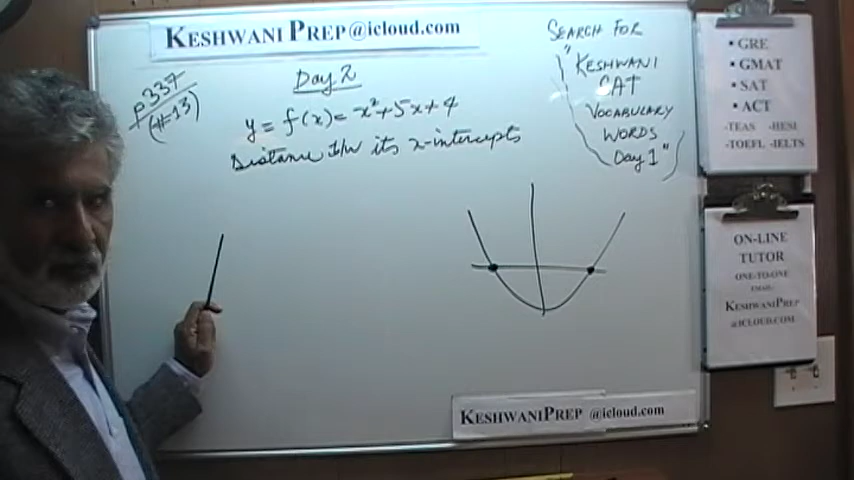 KESHWANI PREP@icloud.com
P337
(#13)
Day 2
y = f(x) = x²+5x+4
Distance b/w its x-intercepts
SEARCH FOR
"KESHWANI
CAT
VOCABULARY
WORDS
Day 1"
• GRE
• GMAT
• SAT
• ACT
-TEAS -HESI
-TOEFL -IELTS
ON-LINE
TUTOR
ONE-TO-ONE
EMAIL:
KESHWANIPREP
@ICLOUD.COM
KESHWANIPREP @icloud.com